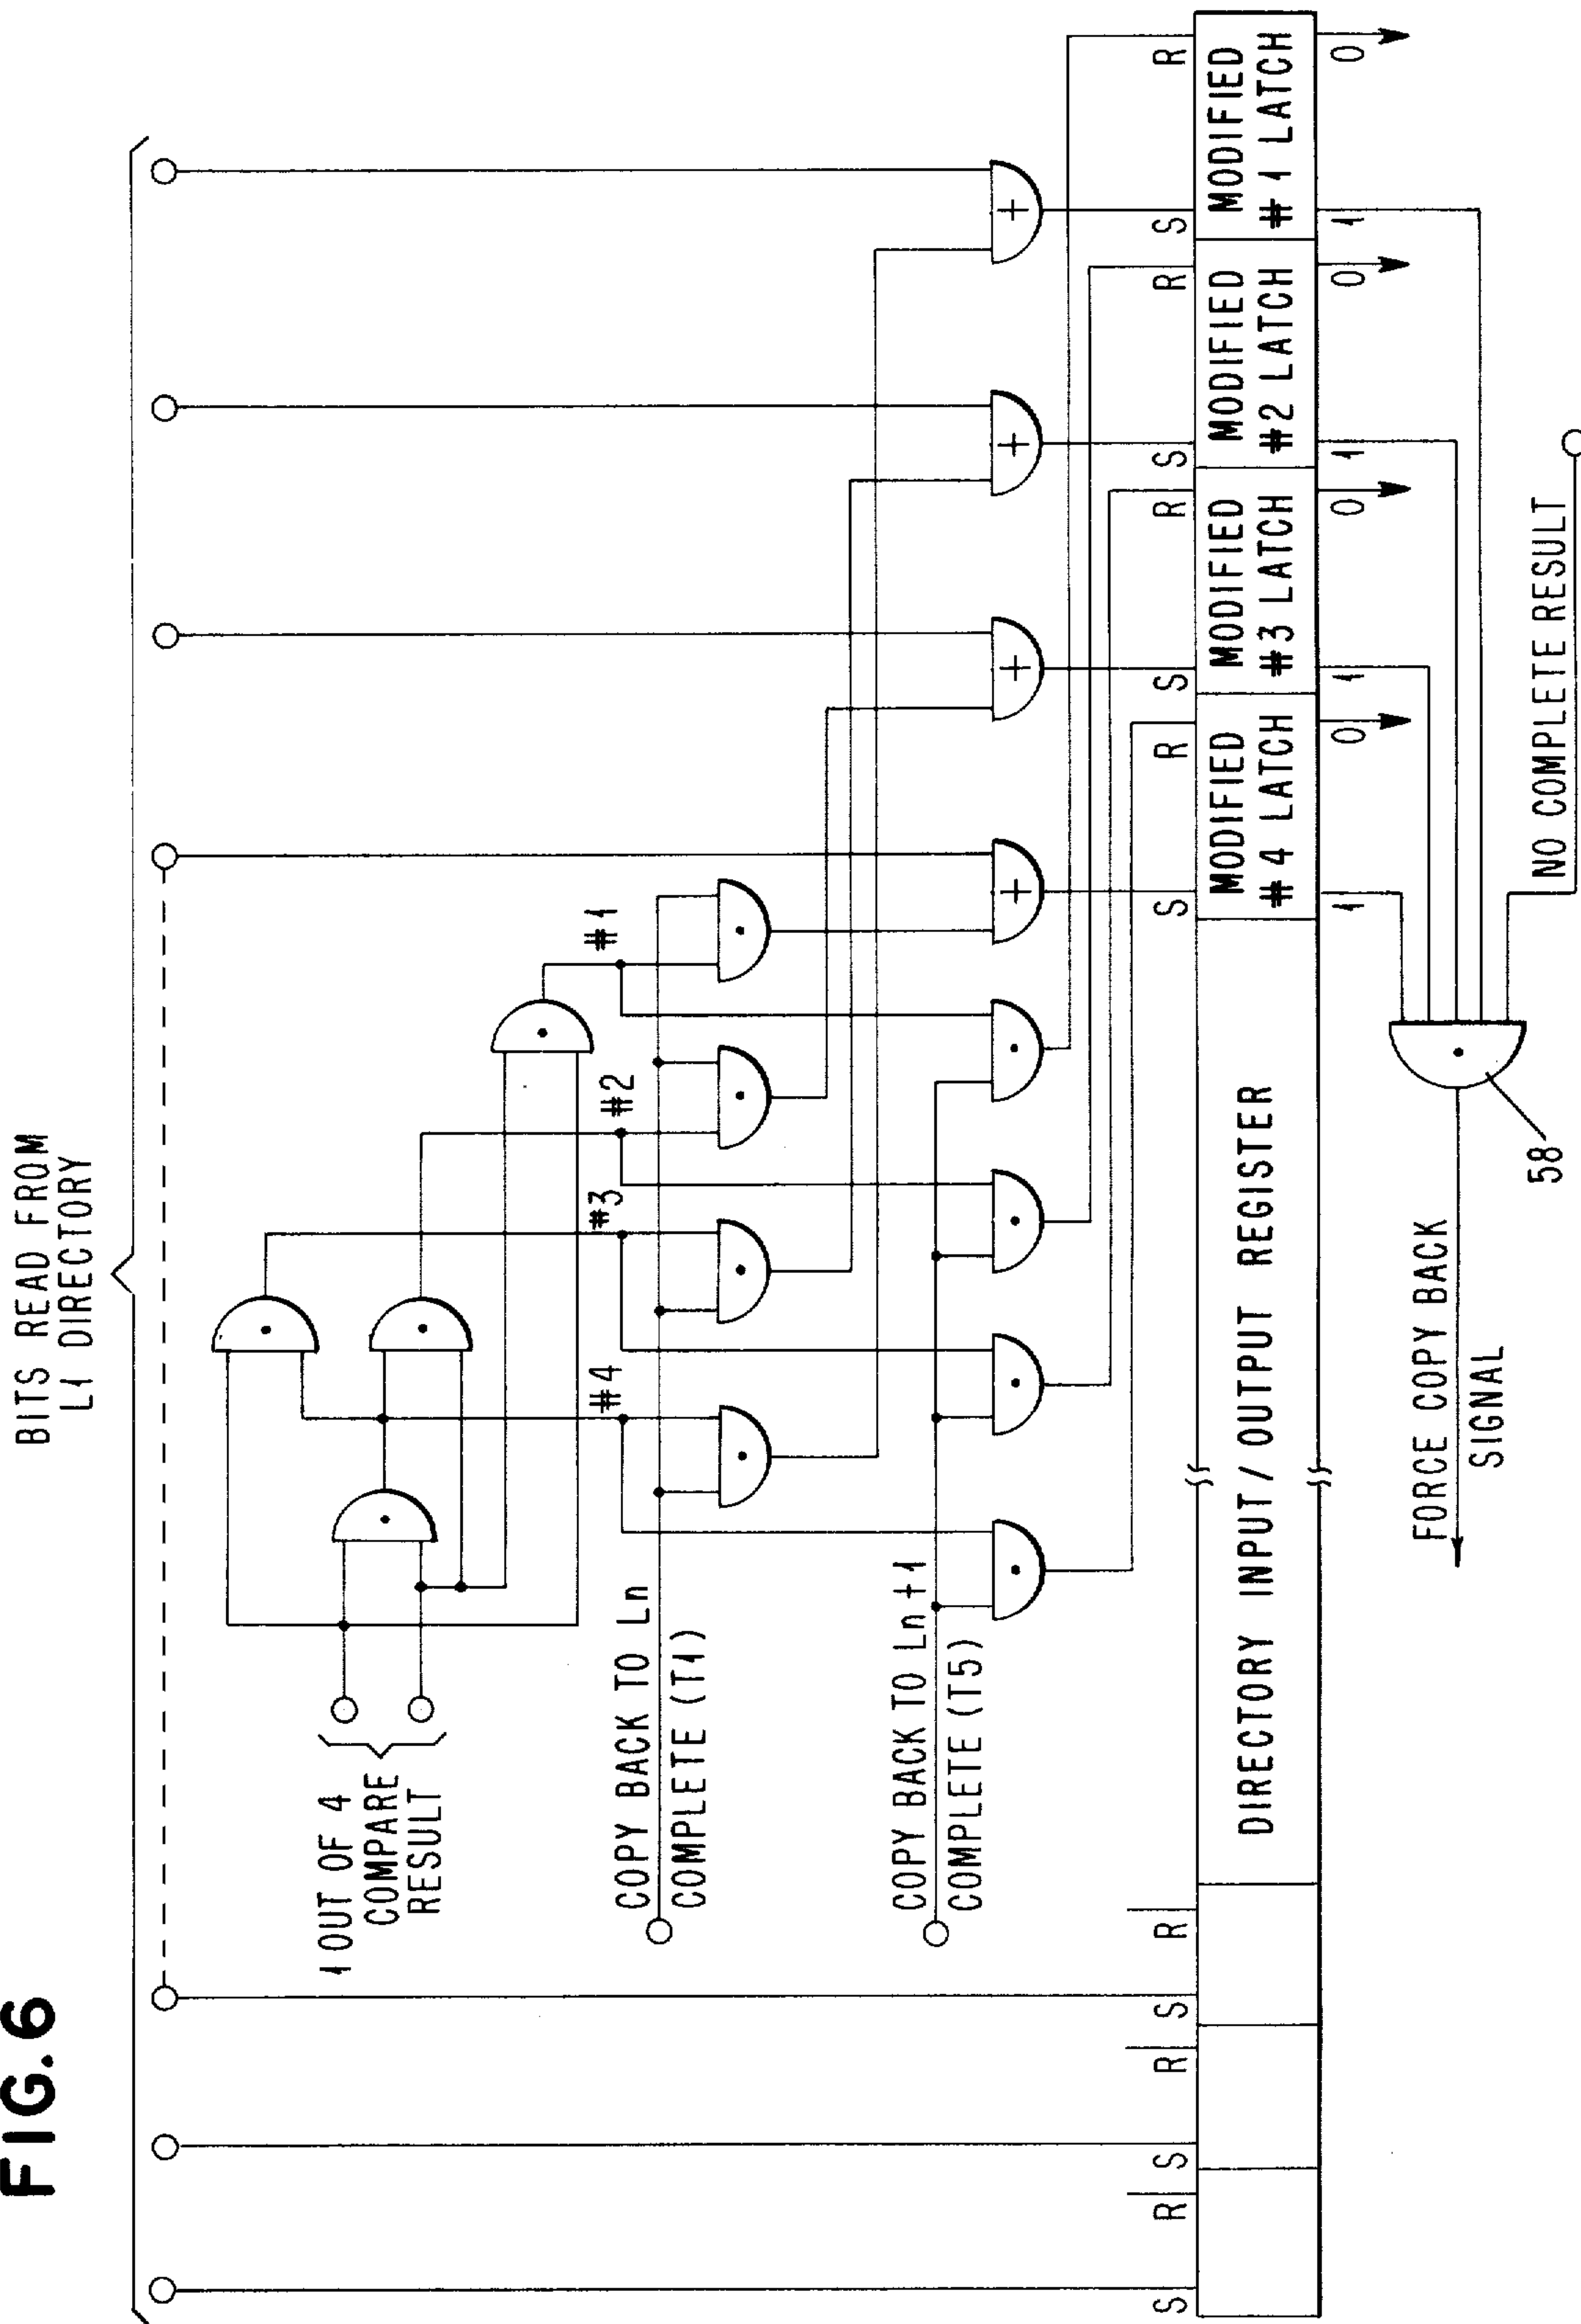 FIG.6
BITS READ FROM
L1 DIRECTORY
1 OUT OF 4
COMPARE
RESULT
#1
#2
#3
#4
COPY BACK TO Ln
COMPLETE (T1)
COPY BACK TO Ln+1
COMPLETE (T5)
S R S R S R S R S R S R S R
DIRECTORY INPUT/OUTPUT REGISTER
MODIFIED
#4 LATCH
MODIFIED
#3 LATCH
MODIFIED
#2 LATCH
MODIFIED
#1 LATCH
1 0 1 0 1 0 1 0
FORCE COPY BACK
SIGNAL
58
NO COMPLETE RESULT